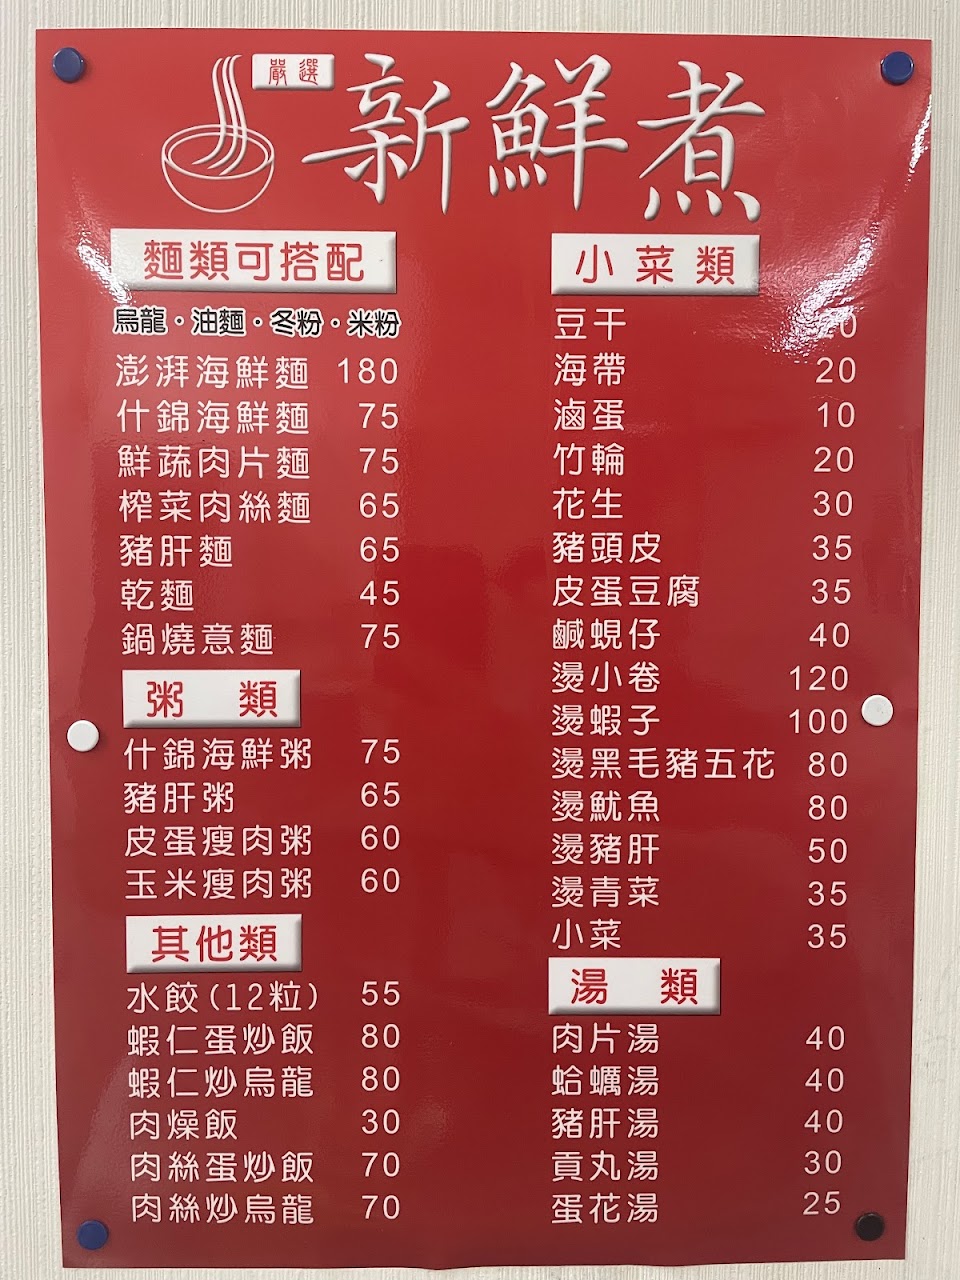 嚴選
新鮮煮
麵類可搭配
烏龍・油麵・冬粉・米粉
澎湃海鮮麵 180
什錦海鮮麵 75
鮮蔬肉片麵 75
榨菜肉絲麵 65
豬肝麵 65
乾麵 45
鍋燒意麵 75
粥類
什錦海鮮粥 75
豬肝粥 65
皮蛋瘦肉粥 60
玉米瘦肉粥 60
其他類
水餃(12粒) 55
蝦仁蛋炒飯 80
蝦仁炒烏龍 80
肉燥飯 30
肉絲蛋炒飯 70
肉絲炒烏龍 70
小菜類
豆干
海帶 20
滷蛋 10
竹輪 20
花生 30
豬頭皮 35
皮蛋豆腐 35
鹹蜆仔 40
燙小卷 120
燙蝦子 100
燙黑毛豬五花 80
燙魷魚 80
燙豬肝 50
燙青菜 35
小菜 35
湯類
肉片湯 40
蛤蠣湯 40
豬肝湯 40
貢丸湯 30
蛋花湯 25